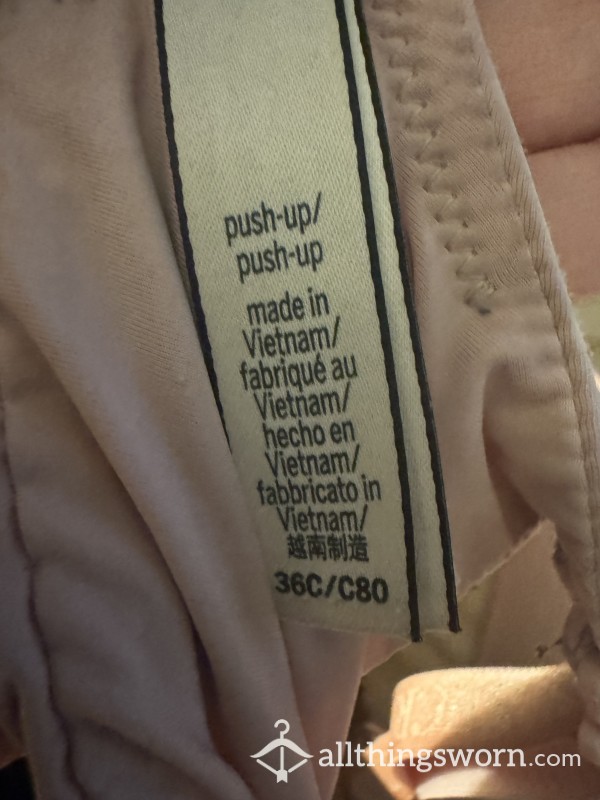 push-up/
push-up
made in
Vietnam/
fabriqué au
Vietnam/
hecho en
Vietnam/
fabbricato in
Vietnam/
越南制造
36C/C80
allthingsworn.com